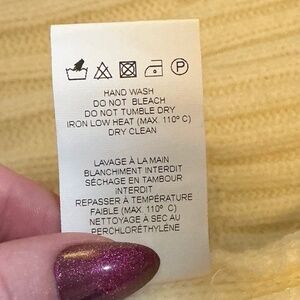 P
HAND WASH
DO NOT BLEACH
DO NOT TUMBLE DRY
IRON LOW HEAT (MAX. 110° C)
DRY CLEAN
LAVAGE À LA MAIN
BLANCHIMENT INTERDIT
SÉCHAGE EN TAMBOUR
INTERDIT
REPASSER À TEMPÉRATURE
FAIBLE (MAX. 110° C)
NETTOYAGE À SEC AU
PERCHLORÉTHYLÈNE